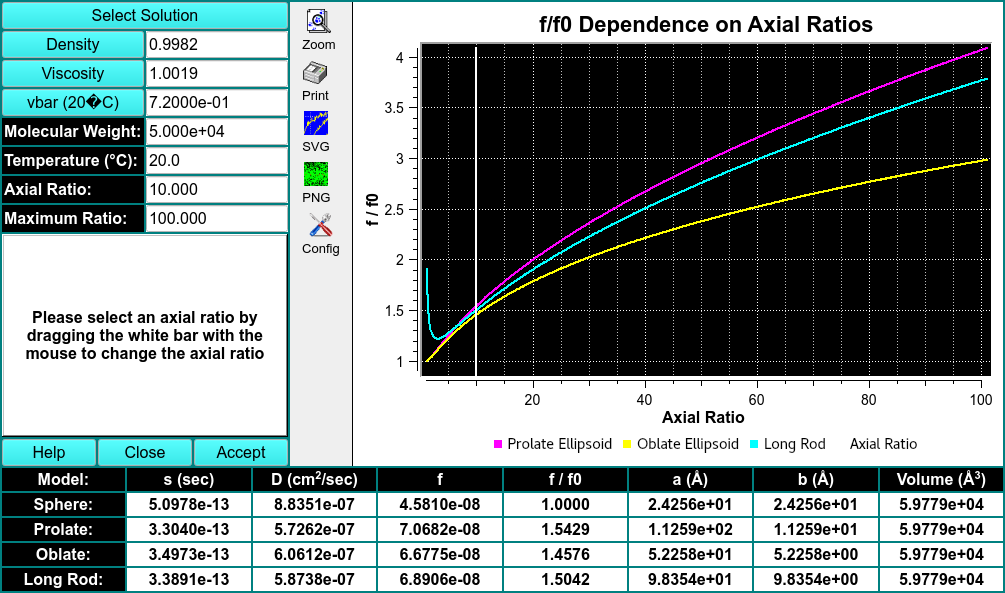 Select Solution
Density 0.9982
Viscosity 1.0019
vbar (20�C) 7.2000e-01
Molecular Weight: 5.000e+04
Temperature (°C): 20.0
Axial Ratio: 10.000
Maximum Ratio: 100.000
Please select an axial ratio by
dragging the white bar with the
mouse to change the axial ratio
Help Close Accept
Zoom
Print
SVG
PNG
Config
f/f0 Dependence on Axial Ratios
f / f0
4
3.5
3
2.5
2
1.5
1
20 40 60 80 100
Axial Ratio
Prolate Ellipsoid Oblate Ellipsoid Long Rod Axial Ratio
Model: s (sec) D (cm²/sec) f f / f0 a (Å) b (Å) Volume (Å³)
Sphere: 5.0978e-13 8.8351e-07 4.5810e-08 1.0000 2.4256e+01 2.4256e+01 5.9779e+04
Prolate: 3.3040e-13 5.7262e-07 7.0682e-08 1.5429 1.1259e+02 1.1259e+01 5.9779e+04
Oblate: 3.4973e-13 6.0612e-07 6.6775e-08 1.4576 5.2258e+01 5.2258e+00 5.9779e+04
Long Rod: 3.3891e-13 5.8738e-07 6.8906e-08 1.5042 9.8354e+01 9.8354e+00 5.9779e+04